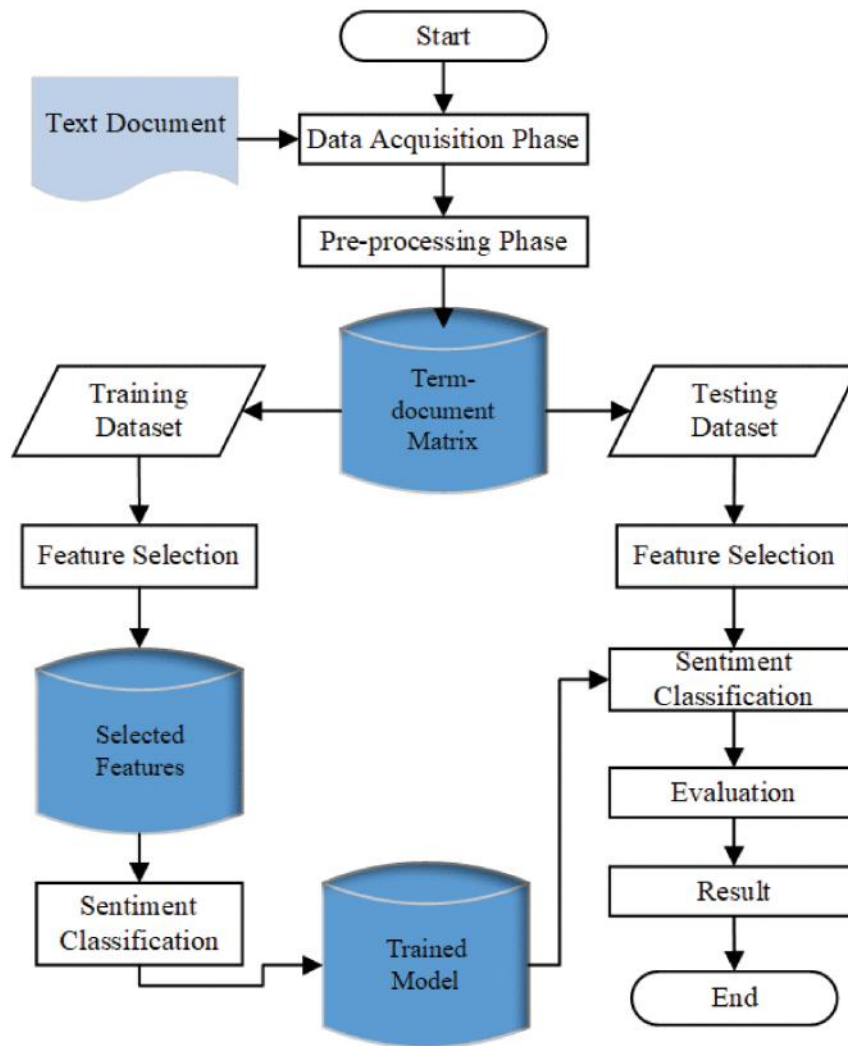 Start
Text Document
Data Acquisition Phase
Pre-processing Phase
Term-
document
Matrix
Training
Dataset
Testing
Dataset
Feature Selection
Feature Selection
Selected
Features
Sentiment
Classification
Sentiment
Classification
Trained
Model
Evaluation
Result
End